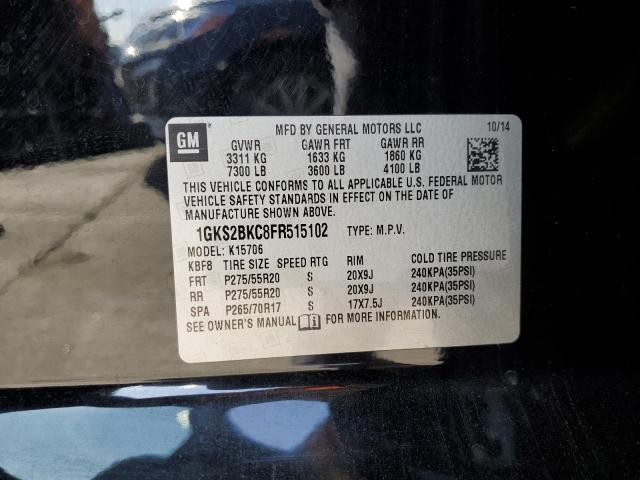 GM
MFD BY GENERAL MOTORS LLC 10/14
GVWR GAWR FRT GAWR RR
3311 KG 1633 KG 1860 KG
7300 LB 3600 LB 4100 LB
THIS VEHICLE CONFORMS TO ALL APPLICABLE U.S. FEDERAL MOTOR
VEHICLE SAFETY STANDARDS IN EFFECT ON THE DATE OF
MANUFACTURE SHOWN ABOVE.
1GKS2BKC8FR515102 TYPE: M.P.V.
MODEL: K15706
KBF8 TIRE SIZE SPEED RTG RIM COLD TIRE PRESSURE
FRT P275/55R20 S 20X9J 240KPA(35PSI)
RR P275/55R20 S 20X9J 240KPA(35PSI)
SPA P265/70R17 S 17X7.5J 240KPA(35PSI)
SEE OWNER'S MANUAL FOR MORE INFORMATION.